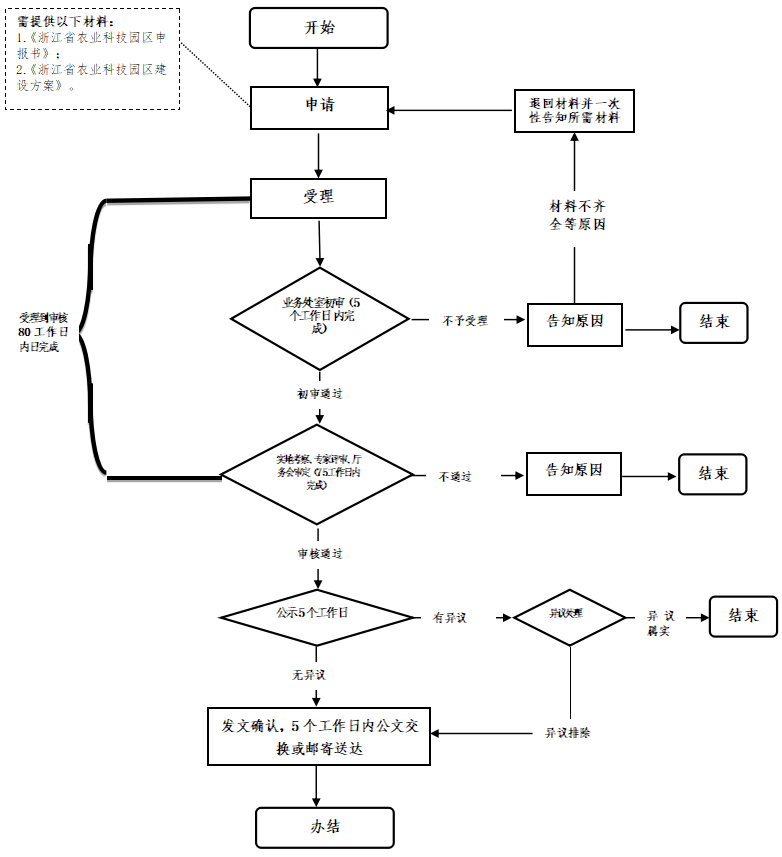 需提供以下材料：
1.《浙江省农业科技园区申
报书》；
2.《浙江省农业科技园区建
设方案》。
开始
申请
退回材料并一次
性告知所需材料
受理
材料不齐
全等原因
受理到审核
80工作日
内日完成
业务处室初审（5
个工作日内完
成）
不予受理
告知原因
结束
初审通过
实地考察、专家评审、厅
务会审定（75工作日内
完成）
不通过
告知原因
结束
审核通过
公示5个工作日
有异议
异议处理
异 议
属实
结束
无异议
发文确认，5个工作日内公文交
换或邮寄送达
异议排除
办结